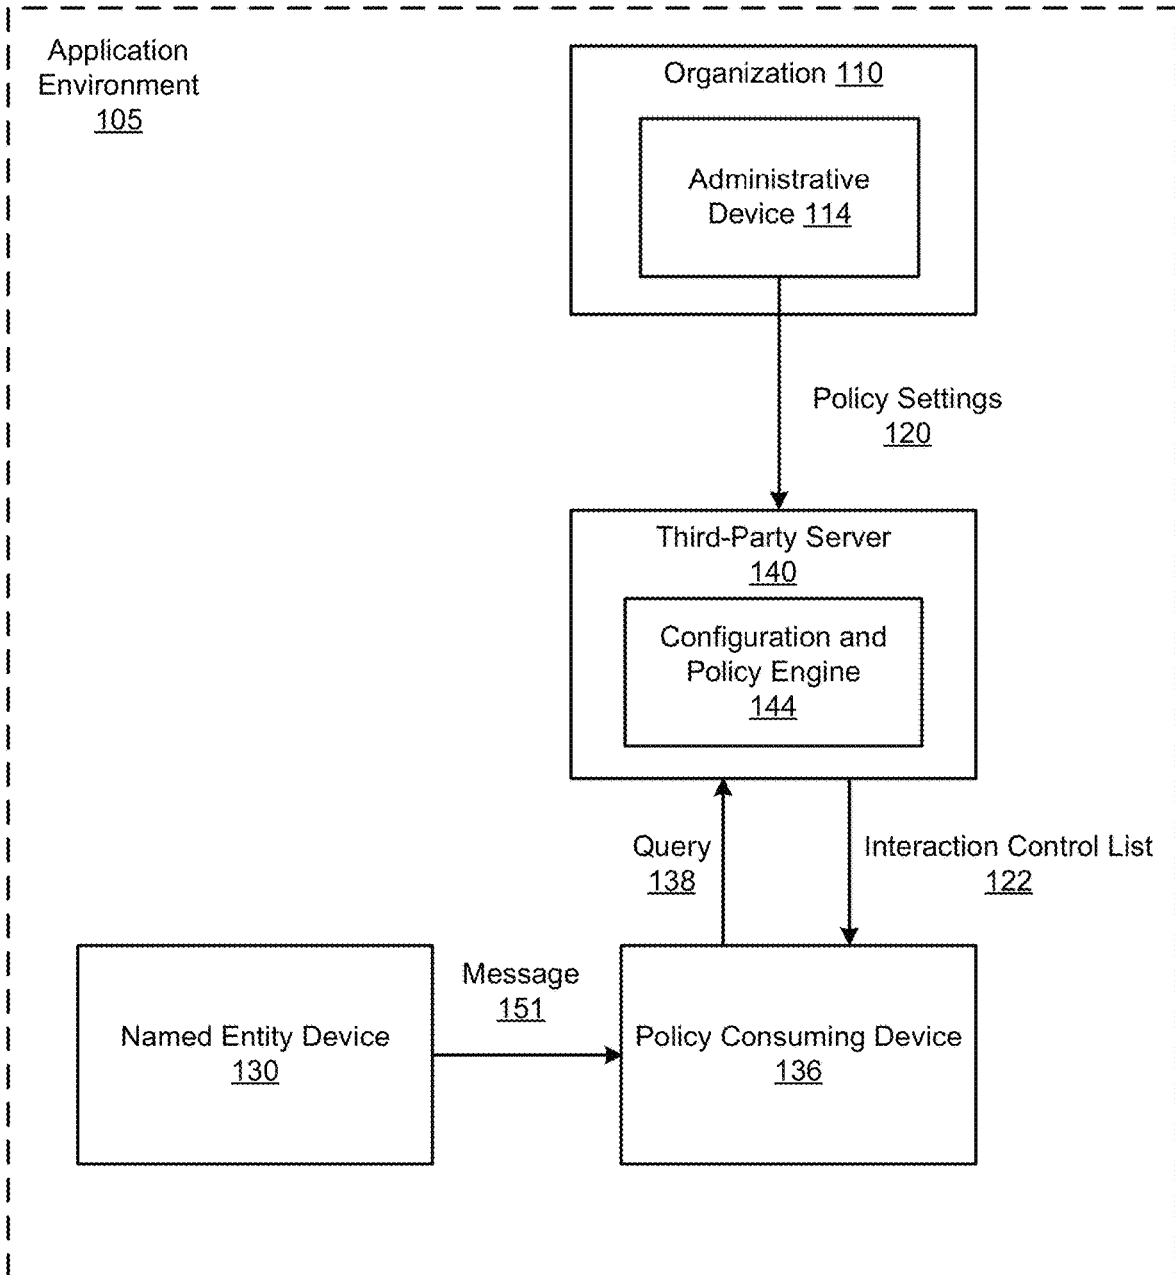 Application
Environment
105
Organization 110
Administrative
Device 114
Policy Settings
120
Third-Party Server
140
Configuration and
Policy Engine
144
Query
138
Interaction Control List
122
Message
151
Named Entity Device
130
Policy Consuming Device
136